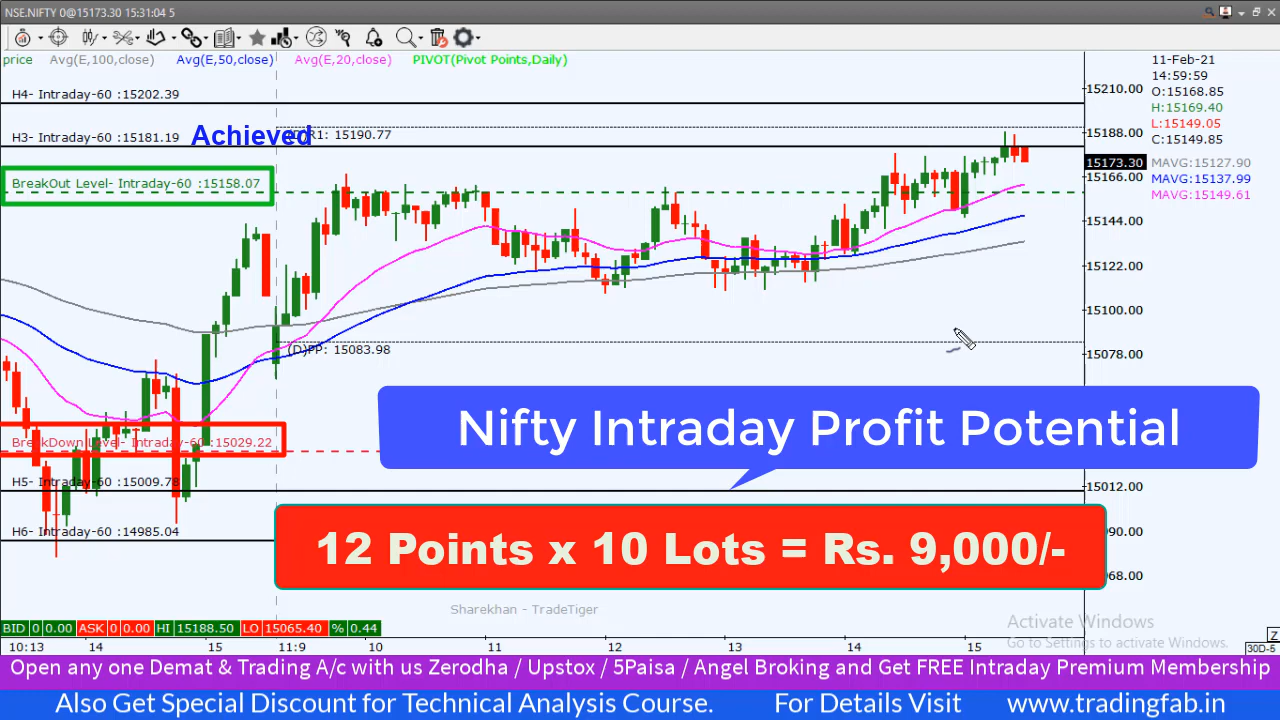 NSE.NIFTY 0@15173.30 15:31:04 5
price Avg(E,100,close) Avg(E,50,close) Avg(E,20,close) PIVOT(Pivot Points,Daily)
11-Feb-21
14:59:59
O:15168.85
H:15169.40
L:15149.05
C:15149.85
MAVG:15127.90
MAVG:15137.99
MAVG:15149.61
H4- Intraday-60 :15202.39
H3- Intraday-60 :15181.19
Achieved
(D)R1: 15190.77
BreakOut Level- Intraday-60 :15158.07
(D)PP: 15083.98
BreakDown Level- Intraday-60 :15029.22
H5- Intraday-60 :15009.78
H6- Intraday-60 :14985.04
15210.00
15188.00
15173.30
15166.00
15144.00
15122.00
15100.00
15078.00
15012.00
Nifty Intraday Profit Potential
12 Points x 10 Lots = Rs. 9,000/-
Sharekhan - TradeTiger
Activate Windows
Go to Settings to activate Windows.
BID 0 0.00 ASK 0 0.00 HI 15188.50 LO 15065.40 % 0.44
10:13 14 15 11:9 10 11 12 13 14 15 30D-5
Z
Open any one Demat & Trading A/c with us Zerodha / Upstox / 5Paisa / Angel Broking and Get FREE Intraday Premium Membership
Also Get Special Discount for Technical Analysis Course. For Details Visit www.tradingfab.in